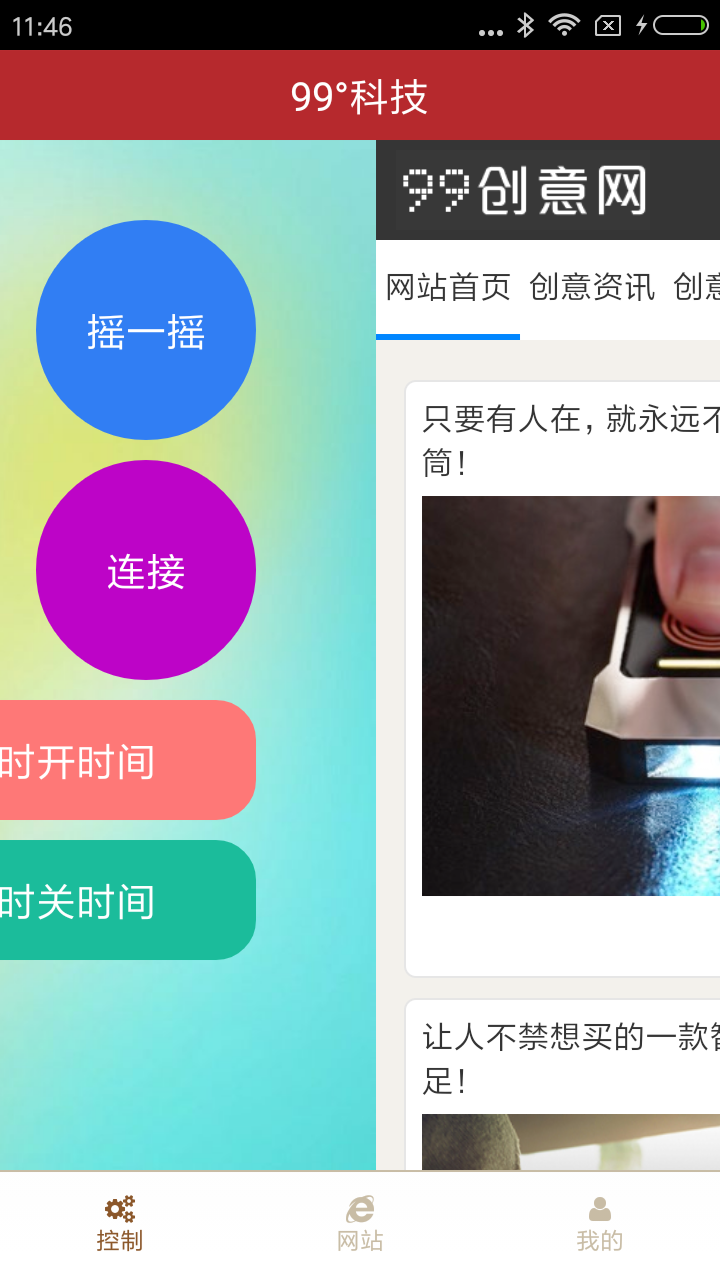 11:46
99°科技
摇一摇
连接
时开时间
时关时间
99创意网
网站首页 创意资讯 创意
只要有人在，就永远不
筒！
让人不禁想买的一款智
足！
控制
网站
我的